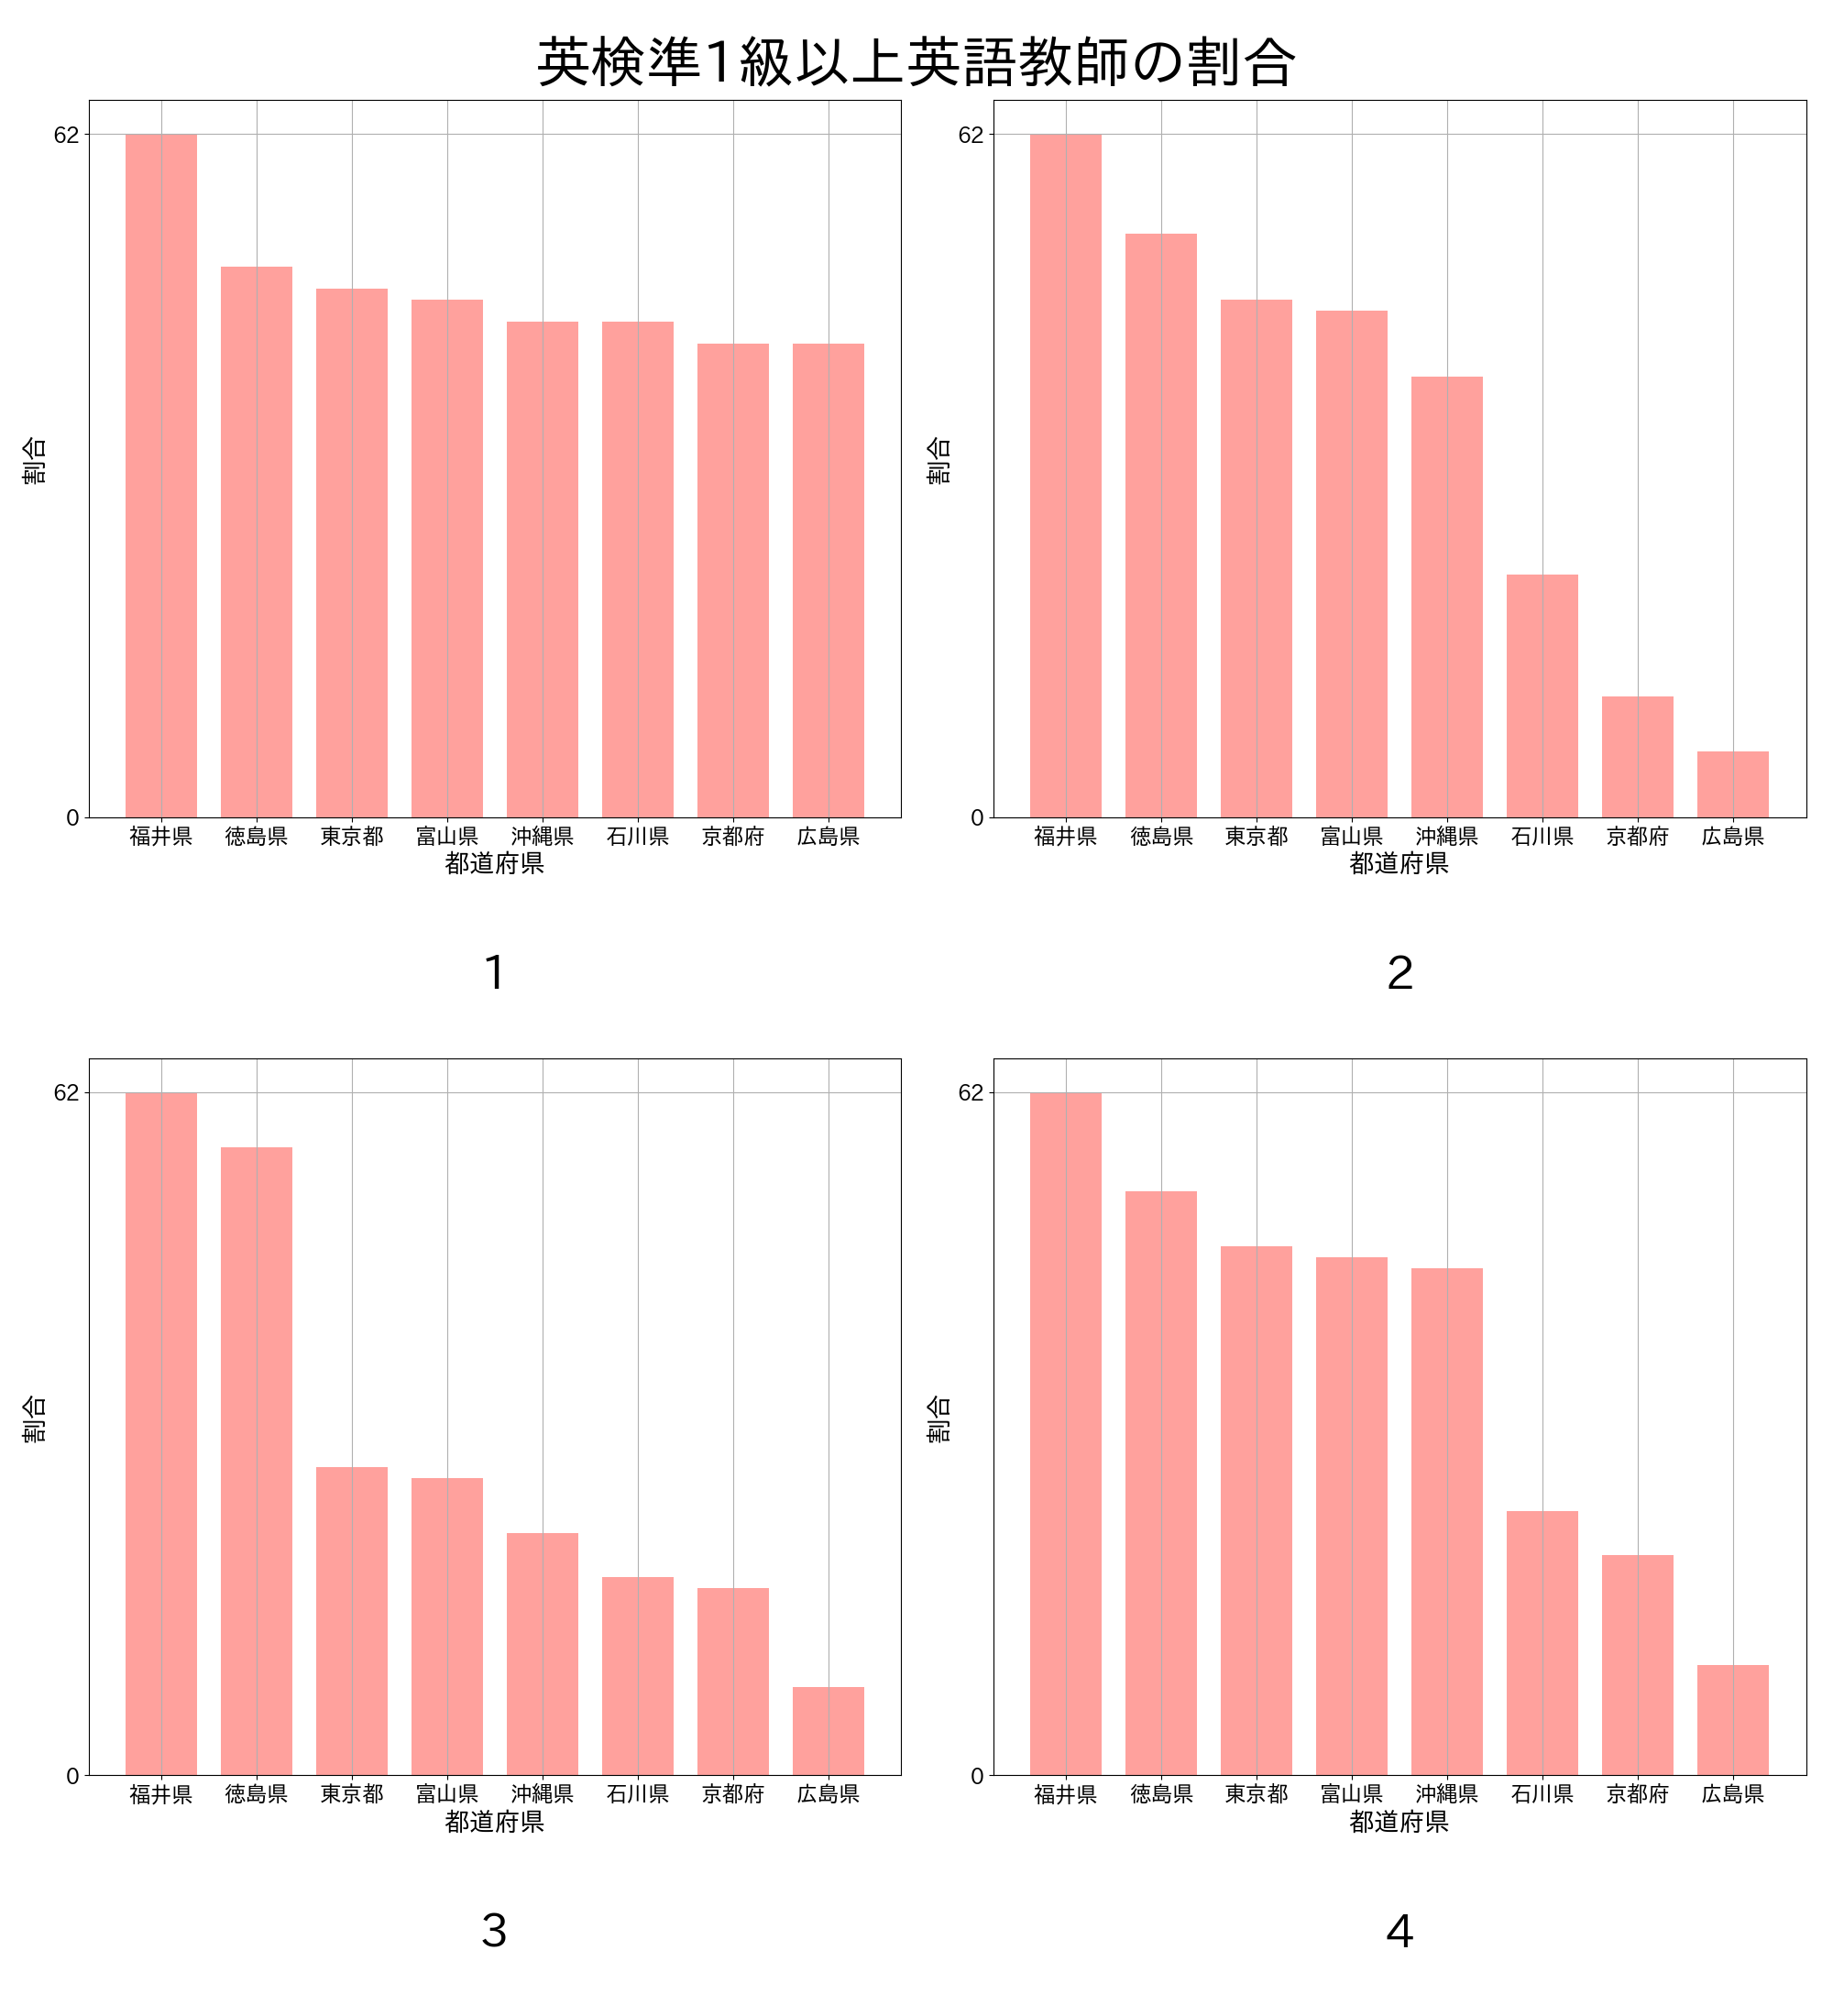 英検準1級以上英語教師の割合
62
0
割合
福井県 徳島県 東京都 富山県 沖縄県 石川県 京都府 広島県
都道府県
1
62
0
割合
福井県 徳島県 東京都 富山県 沖縄県 石川県 京都府 広島県
都道府県
2
62
0
割合
福井県 徳島県 東京都 富山県 沖縄県 石川県 京都府 広島県
都道府県
3
62
0
割合
福井県 徳島県 東京都 富山県 沖縄県 石川県 京都府 広島県
都道府県
4